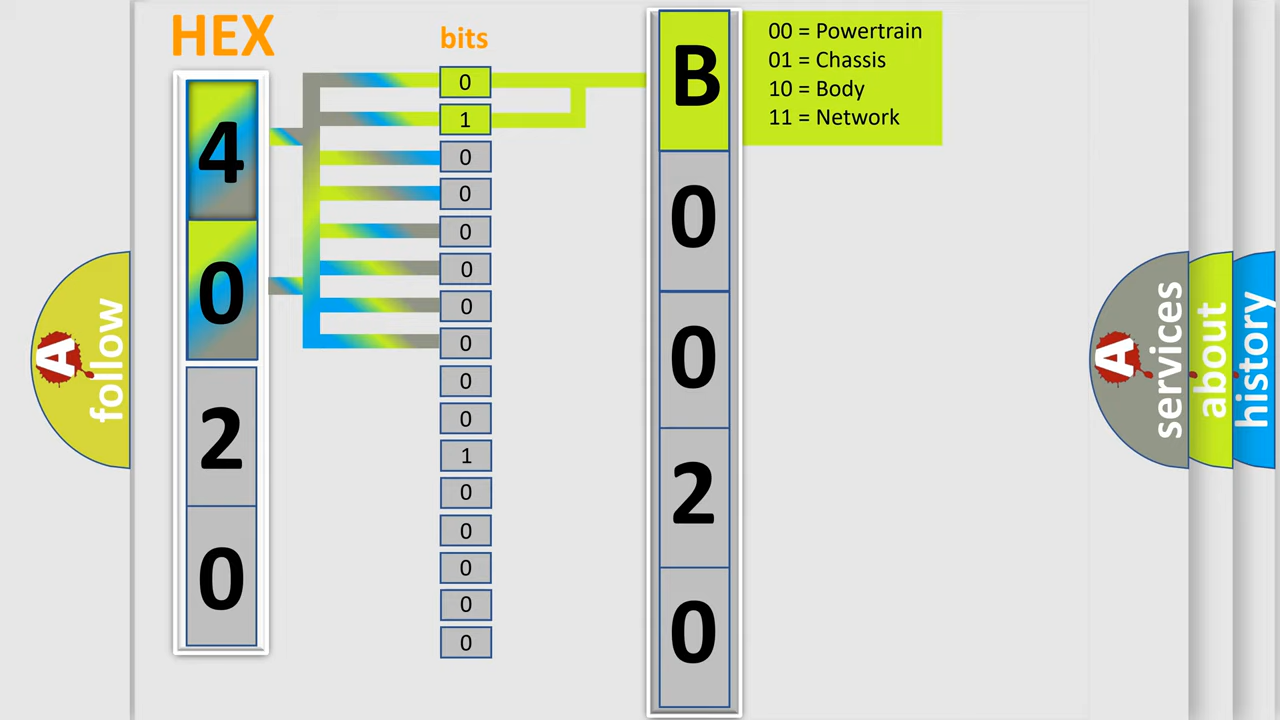 HEX
bits
4
0
2
0
0
1
0
0
0
0
0
0
0
0
1
0
0
0
0
0
B
0
0
2
0
00 = Powertrain
01 = Chassis
10 = Body
11 = Network
A
follow
A
services
about
history